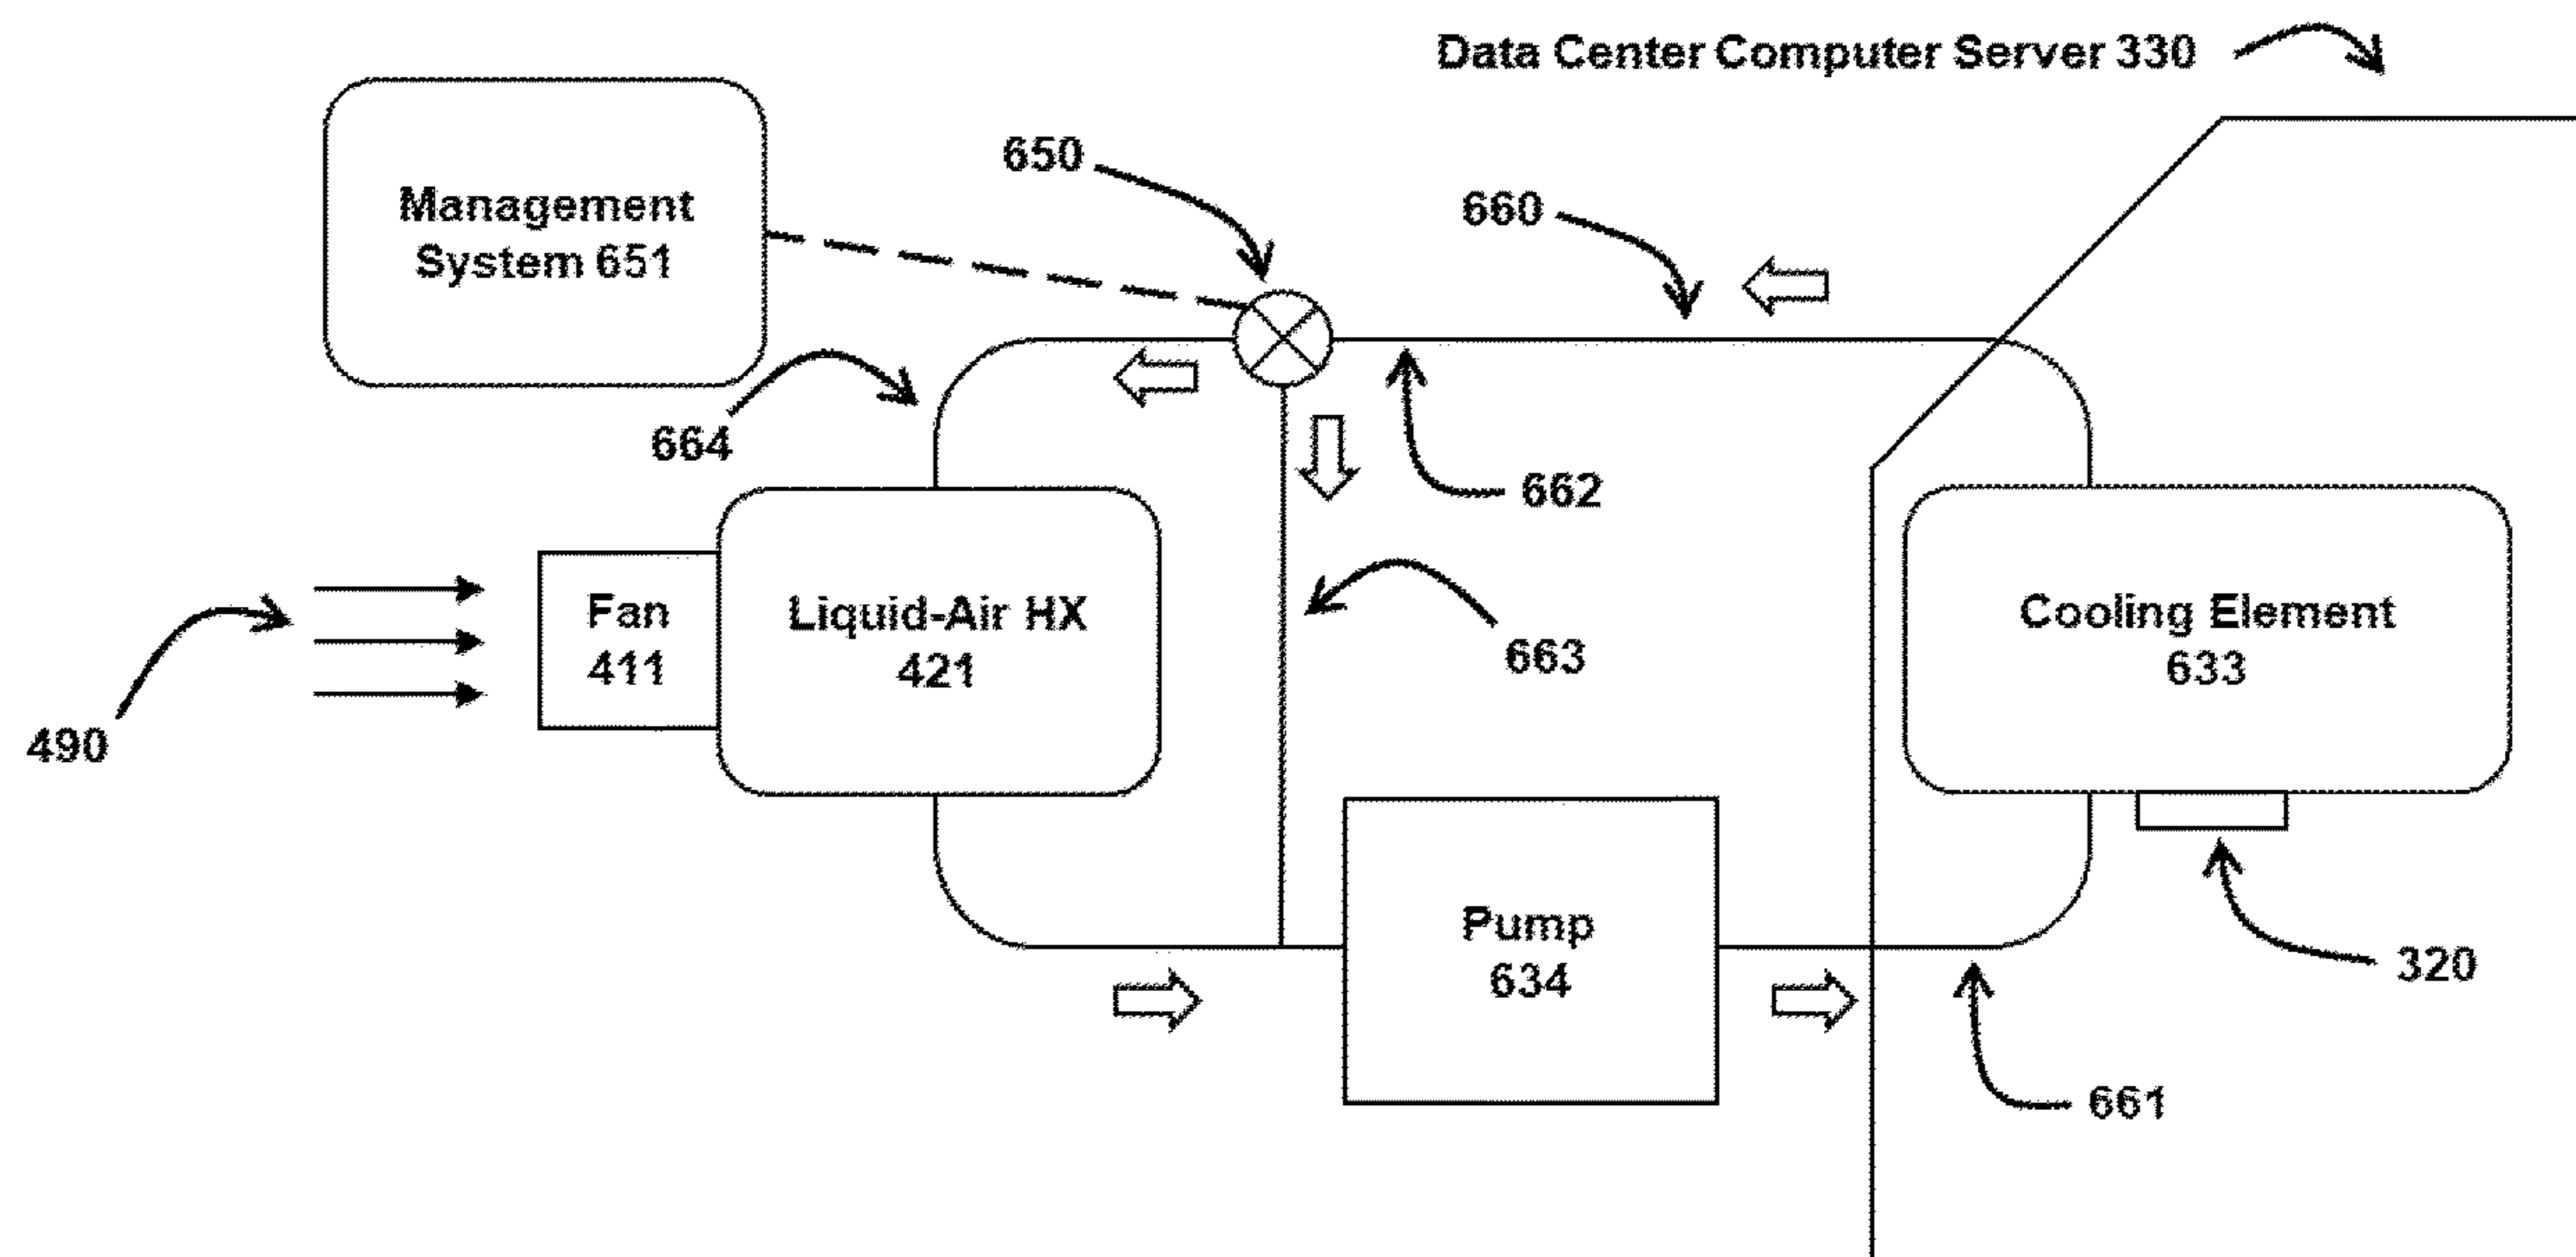 Data Center Computer Server 330
650
660
Management
System 651
664
662
Fan
411
Liquid-Air HX
421
663
Cooling Element
633
490
Pump
634
320
661